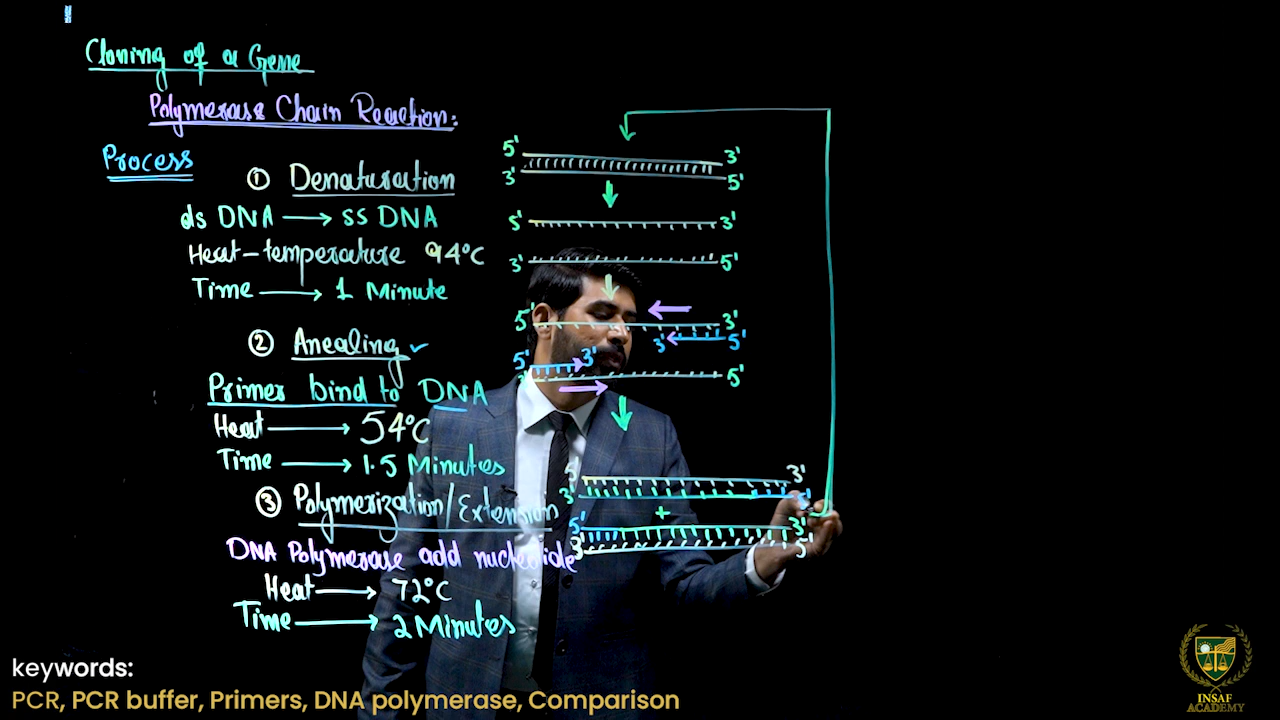 Cloning of a Gene
Polymerase Chain Reaction:
Process
① Denaturation
ds DNA → ss DNA
Heat-temperature 94°C
Time → 1 Minute
② Anealing ✓
Primer bind to DNA
Heat → 54°C
Time → 1.5 Minutes
③ Polymerization/Extension
DNA Polymerase add nucleotide
Heat → 72°C
Time → 2 Minutes
5' 3'
3' 5'
5' 3'
3' 5'
5' 3'
3' 5'
5' 3'
5'
3'
3'
+
5' 3'
3 5'
keywords:
PCR, PCR buffer, Primers, DNA polymerase, Comparison
INSAF
ACADEMY